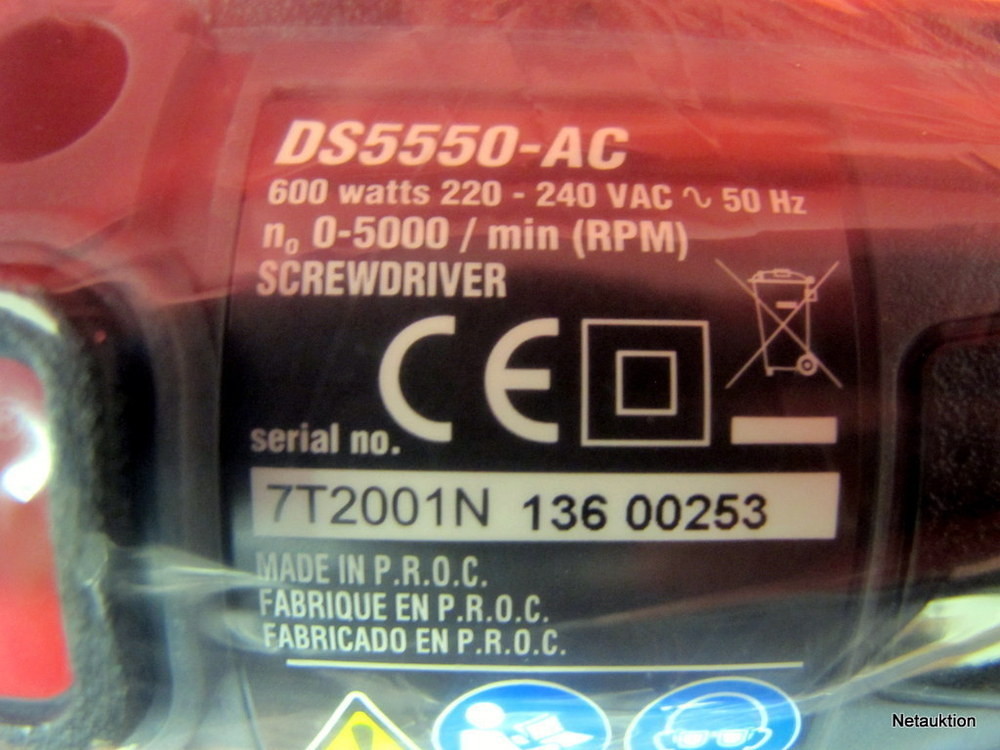 DS5550-AC
600 watts 220 - 240 VAC ∿ 50 Hz
n₀ 0-5000 / min (RPM)
SCREWDRIVER
CE
serial no.
7T2001N 136 00253
MADE IN P.R.O.C.
FABRIQUE EN P.R.O.C.
FABRICADO EN P.R.O.C.
Netauktion